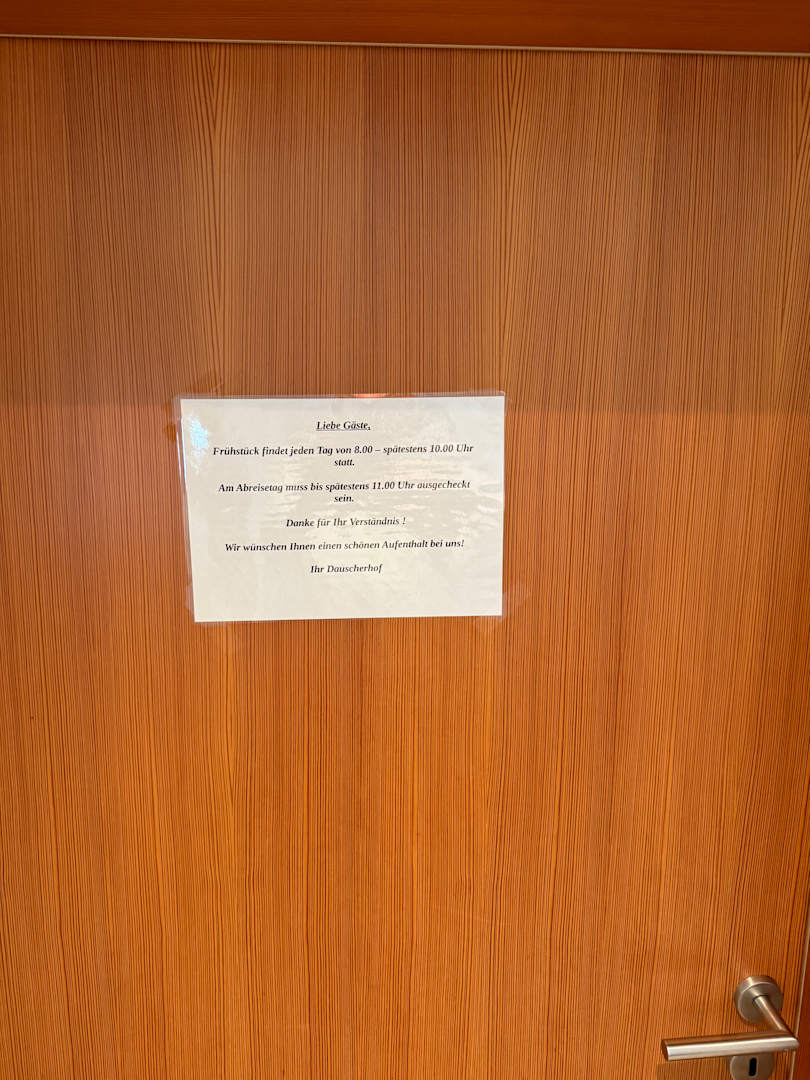 Liebe Gäste,
Frühstück findet jeden Tag von 8.00 – spätestens 10.00 Uhr
statt.
Am Abreisetag muss bis spätestens 11.00 Uhr ausgecheckt
sein.
Danke für Ihr Verständnis !
Wir wünschen Ihnen einen schönen Aufenthalt bei uns!
Ihr Dauscherhof